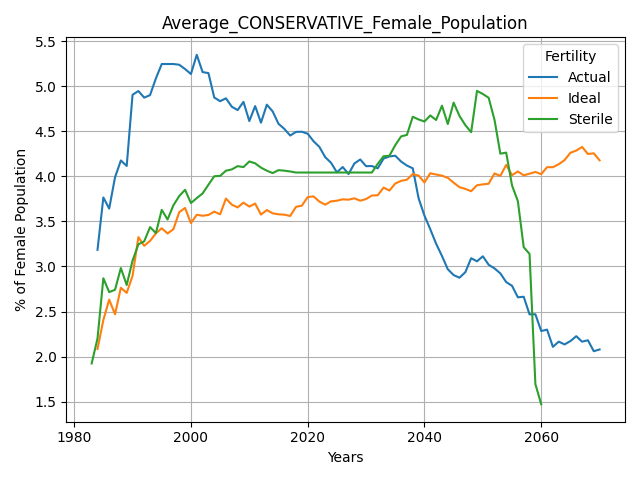 Average_CONSERVATIVE_Female_Population
5.5
5.0
4.5
4.0
3.5
3.0
2.5
2.0
1.5
% of Female Population
Fertility
Actual
Ideal
Sterile
1980
2000
2020
2040
2060
Years